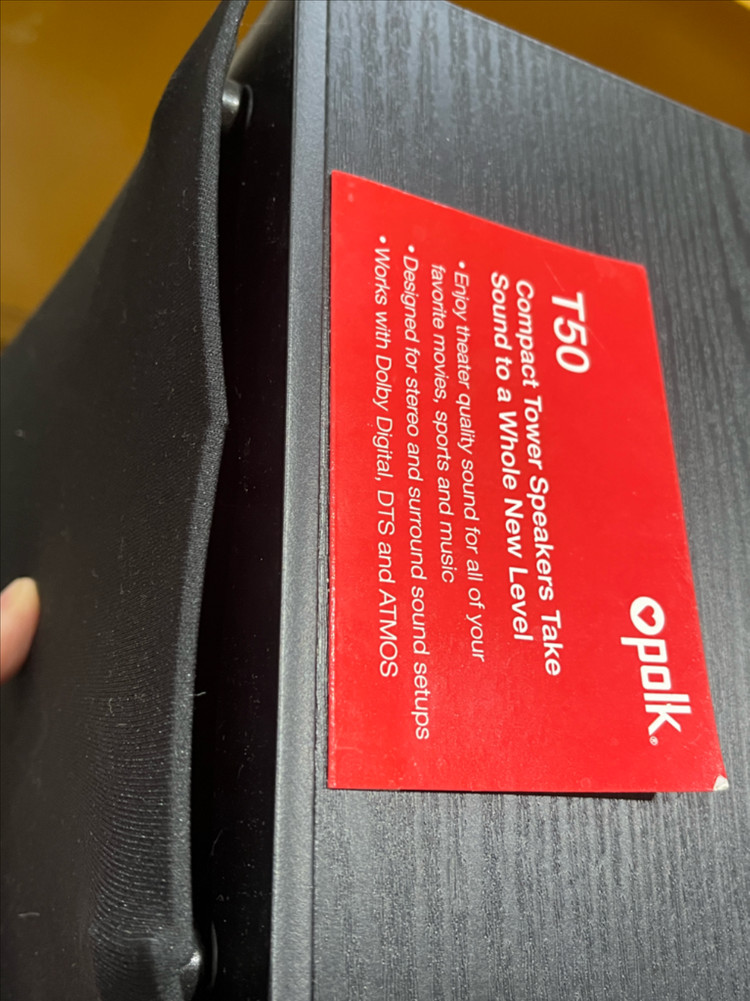 polk®
T50
Compact Tower Speakers Take
Sound to a Whole New Level
• Enjoy theater quality sound for all of your
favorite movies, sports and music
• Designed for stereo and surround sound setups
• Works with Dolby Digital, DTS and ATMOS